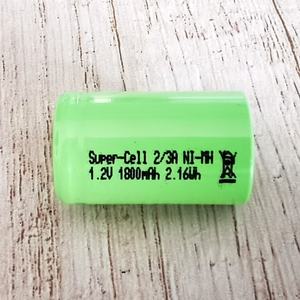 Super-Cell 2/3A NI-MH
1.2V 1800mAh 2.16Wh